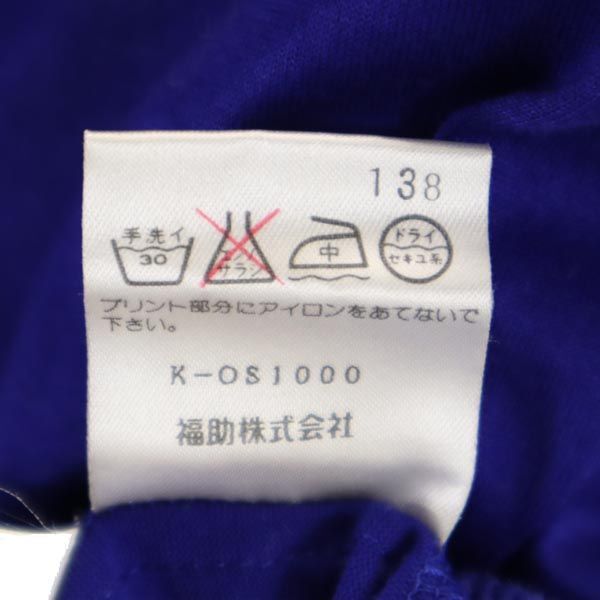 138
手洗イ 30 エンソ サラシ 中 ドライ セキユ系
プリント部分にアイロンをあてないで
下さい。
K-OS1000
福助株式会社